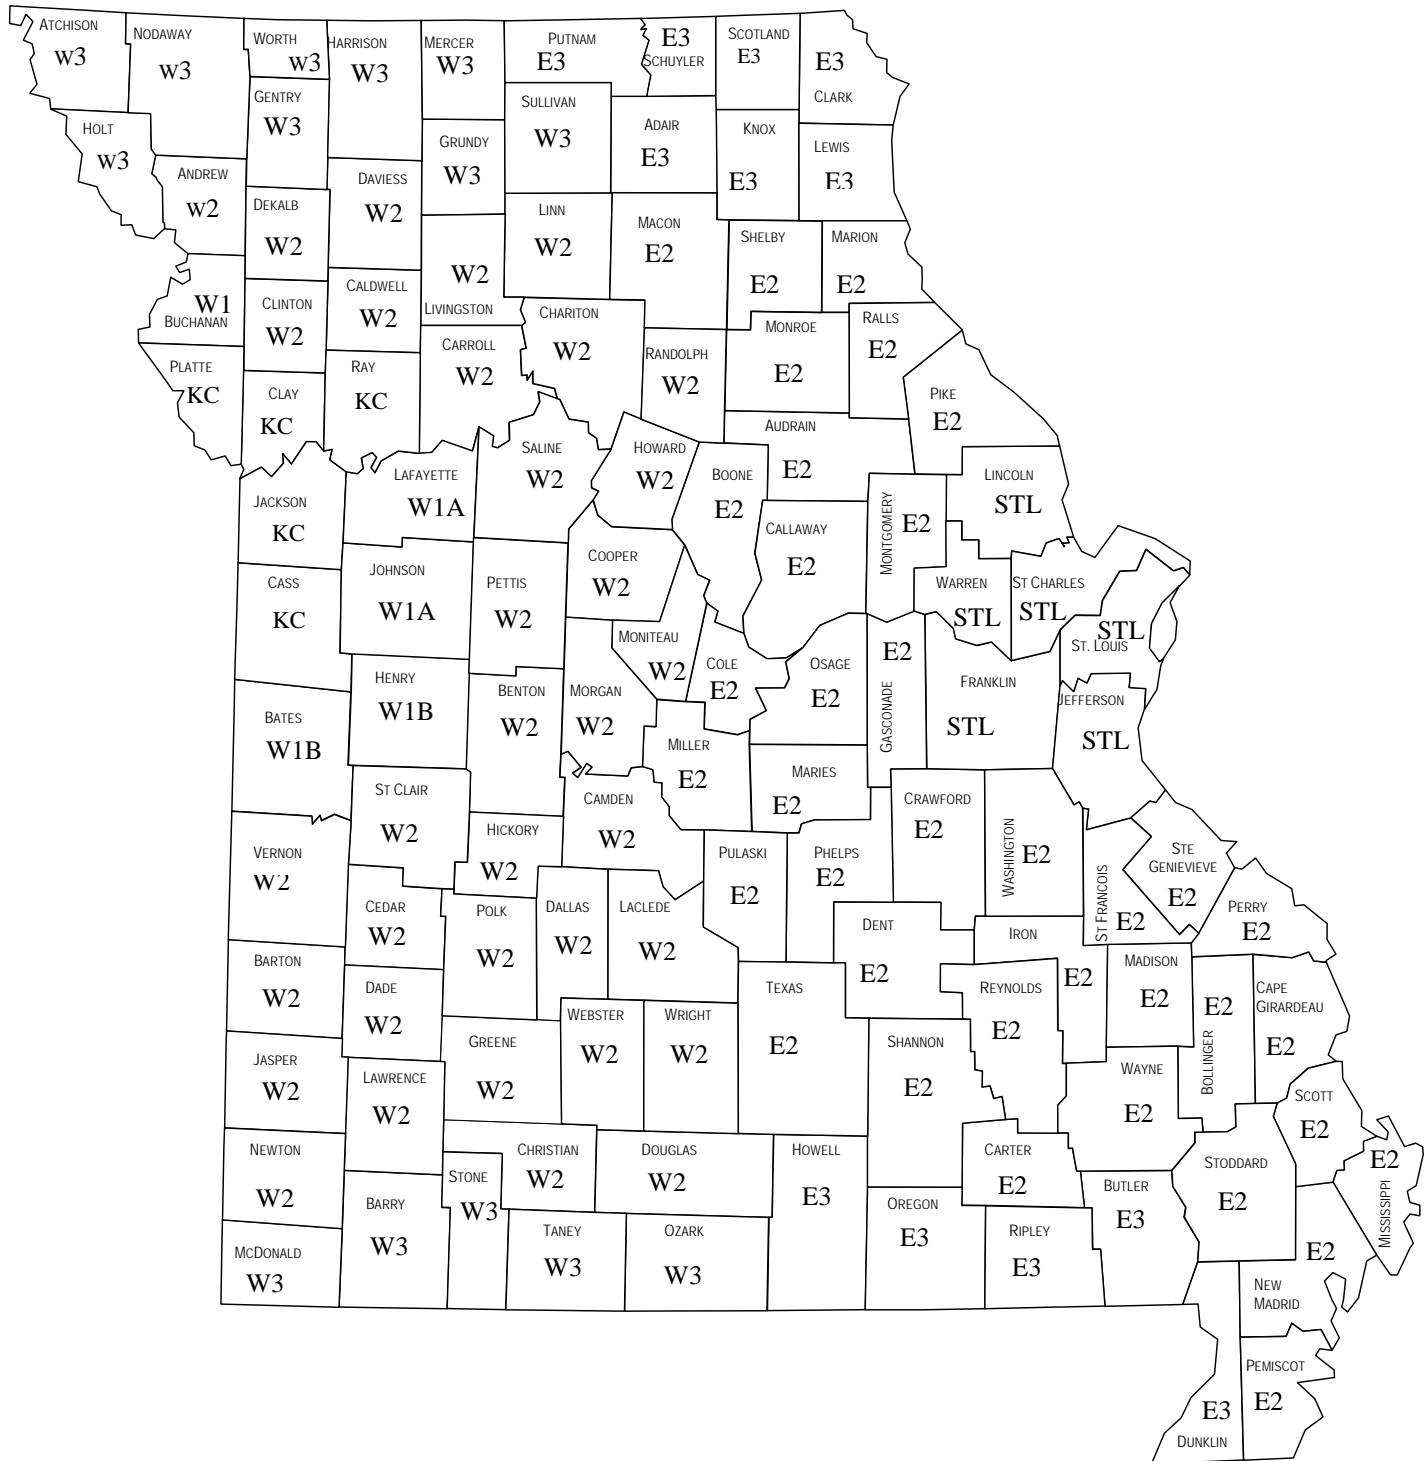 ATCHISON
W3
NODAWAY
W3
WORTH
W3
HARRISON
W3
MERCER
W3
PUTNAM
E3
E3
SCHUYLER
SCOTLAND
E3
E3
CLARK
GENTRY
W3
SULLIVAN
W3
HOLT
W3
GRUNDY
W3
ADAIR
E3
KNOX
E3
LEWIS
E3
ANDREW
W2
DEKALB
W2
DAVIESS
W2
LINN
W2
MACON
E2
SHELBY
E2
MARION
E2
W2
LIVINGSTON
W1
BUCHANAN
CLINTON
W2
CALDWELL
W2
CHARITON
W2
MONROE
E2
RALLS
E2
PLATTE
KC
CLAY
KC
RAY
KC
CARROLL
W2
RANDOLPH
W2
PIKE
E2
AUDRAIN
E2
SALINE
W2
HOWARD
W2
BOONE
E2
LAFAYETTE
W1A
JACKSON
KC
LINCOLN
STL
MONTGOMERY
E2
CALLAWAY
E2
COOPER
W2
CASS
KC
JOHNSON
W1A
PETTIS
W2
WARREN
STL
ST CHARLES
STL
STL
ST. LOUIS
MONITEAU
W2
COLE
E2
OSAGE
E2
E2
GASCONADE
HENRY
W1B
BENTON
W2
MORGAN
W2
FRANKLIN
STL
JEFFERSON
STL
BATES
W1B
MILLER
E2
MARIES
E2
ST CLAIR
W2
CAMDEN
W2
CRAWFORD
E2
WASHINGTON
E2
HICKORY
W2
VERNON
W2
PULASKI
E2
PHELPS
E2
STE
GENIEVIEVE
E2
ST FRANCOIS
E2
CEDAR
W2
POLK
W2
DALLAS
W2
LACLEDE
W2
DENT
E2
IRON
E2
PERRY
E2
BARTON
W2
DADE
W2
TEXAS
E2
REYNOLDS
E2
MADISON
E2
E2
BOLLINGER
CAPE
GIRARDEAU
E2
GREENE
W2
WEBSTER
W2
WRIGHT
W2
SHANNON
E2
JASPER
W2
LAWRENCE
W2
WAYNE
E2
SCOTT
E2
NEWTON
W2
STONE
W3
CHRISTIAN
W2
DOUGLAS
W2
HOWELL
E3
CARTER
E2
STODDARD
E2
E2
MISSISSIPPI
BARRY
W3
OREGON
E3
BUTLER
E3
MCDONALD
W3
TANEY
W3
OZARK
W3
RIPLEY
E3
E2
NEW
MADRID
PEMISCOT
E2
E3
DUNKLIN